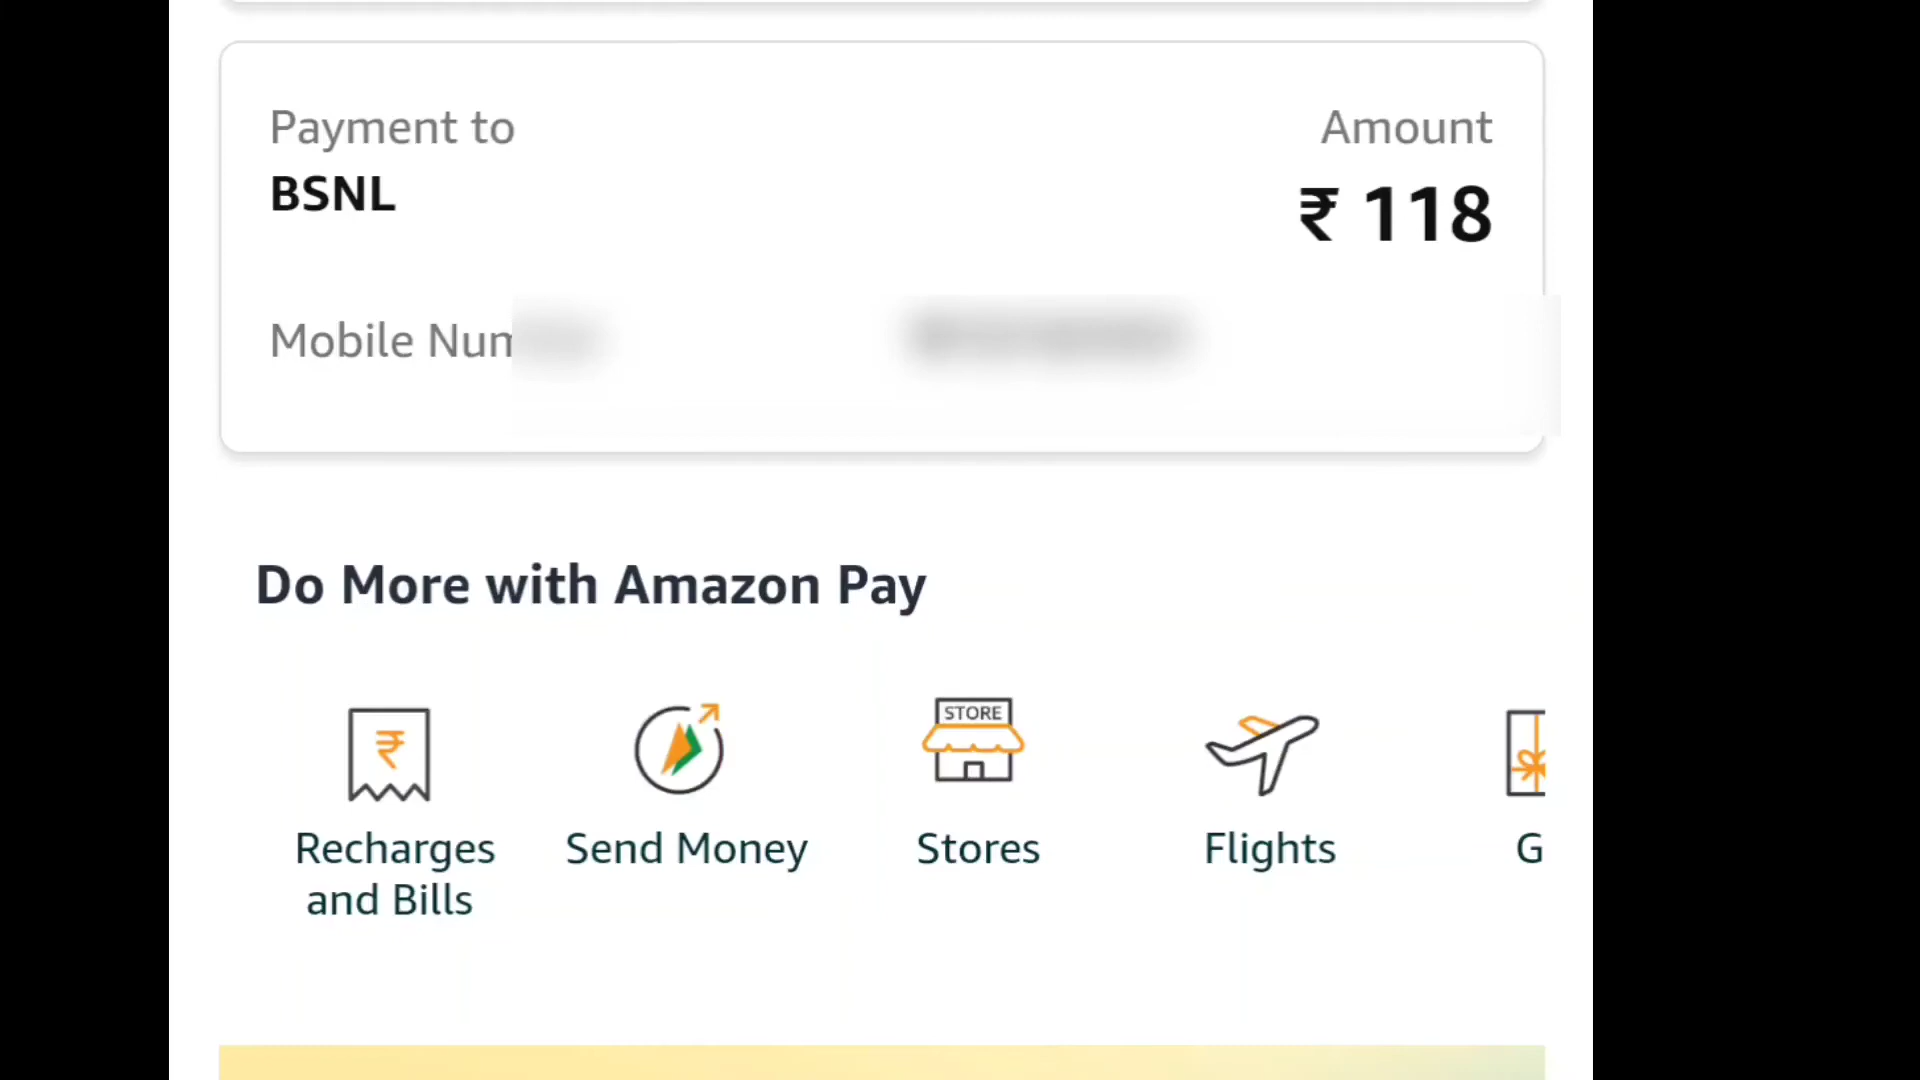 Payment to
Amount
BSNL
₹ 118
Mobile Num
Do More with Amazon Pay
STORE
Recharges
and Bills
Send Money
Stores
Flights
G